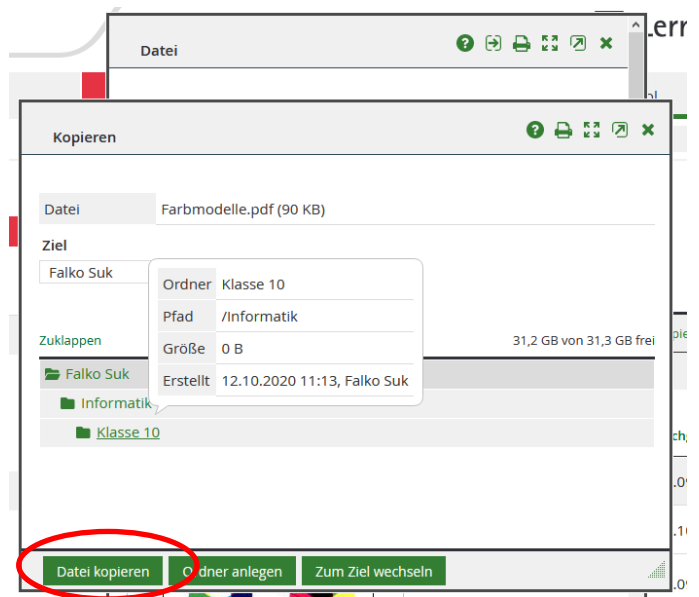 Datei
Kopieren
Datei Farbmodelle.pdf (90 KB)
Ziel
Falko Suk
Ordner Klasse 10
Pfad /Informatik
Größe 0 B
Erstellt 12.10.2020 11:13, Falko Suk
Zuklappen 31,2 GB von 31,3 GB frei
Falko Suk
Informatik
Klasse 10
Datei kopieren Ordner anlegen Zum Ziel wechseln